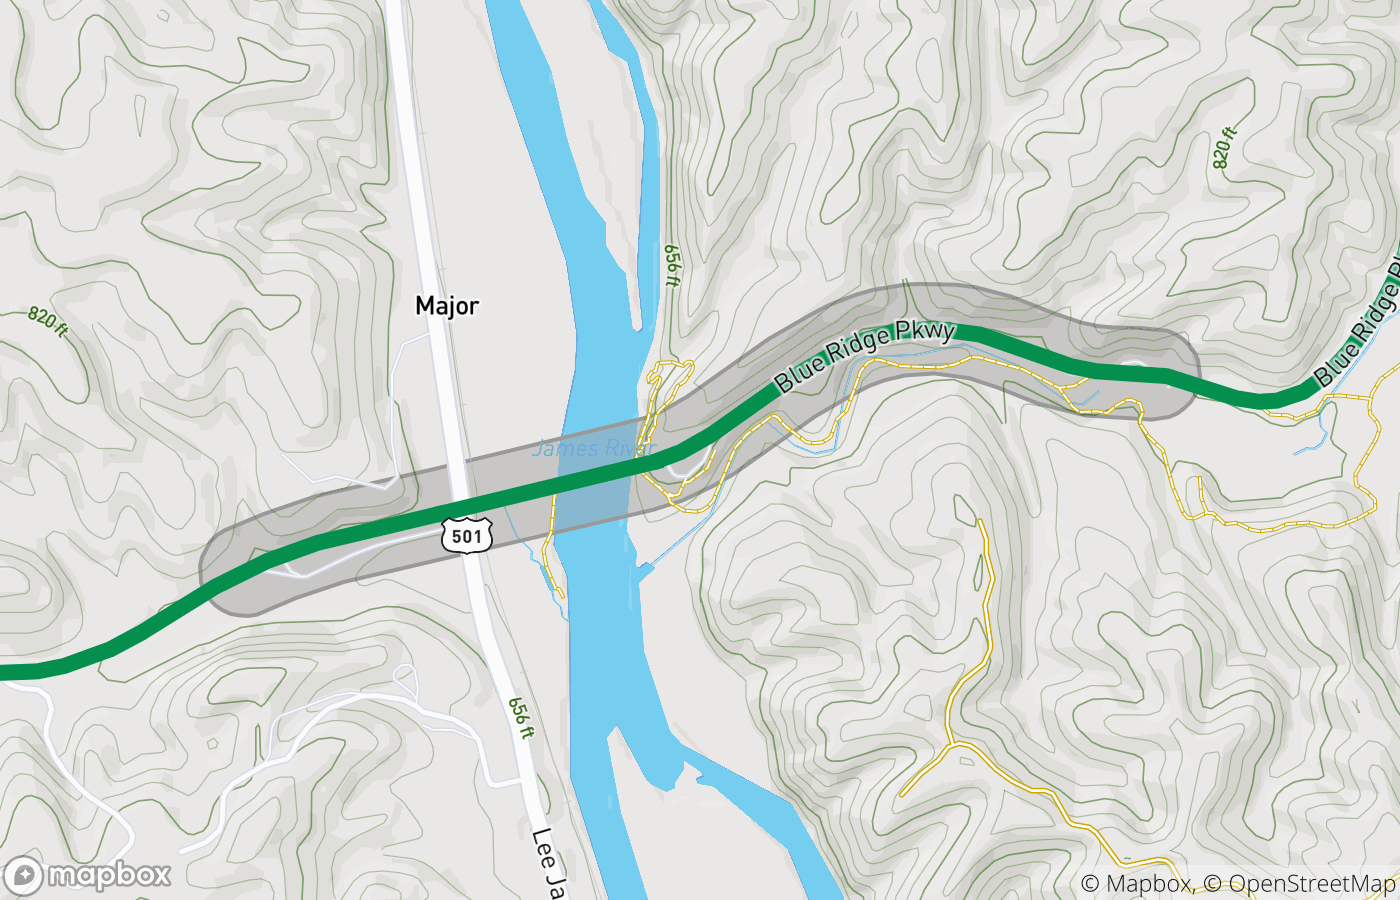 820 ft
656 ft
820 ft
Major
Blue Ridge Pkwy
Blue Ridge P
James River
501
656 ft
Lee Ja
mapbox
© Mapbox, © OpenStreetMap